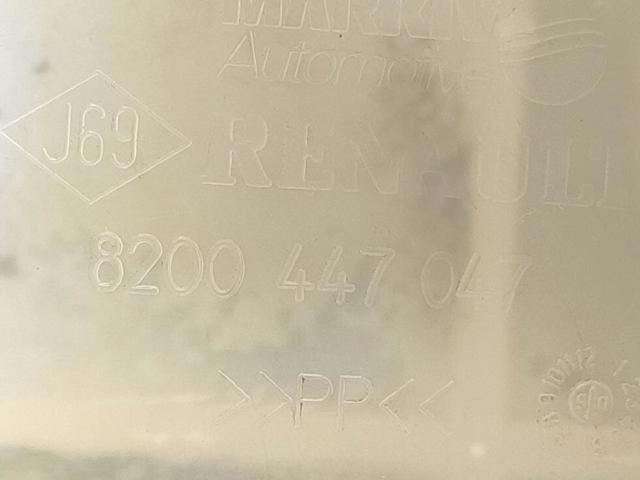 Automotive
J69
RENAULT
8200 447 047
>>PP<<